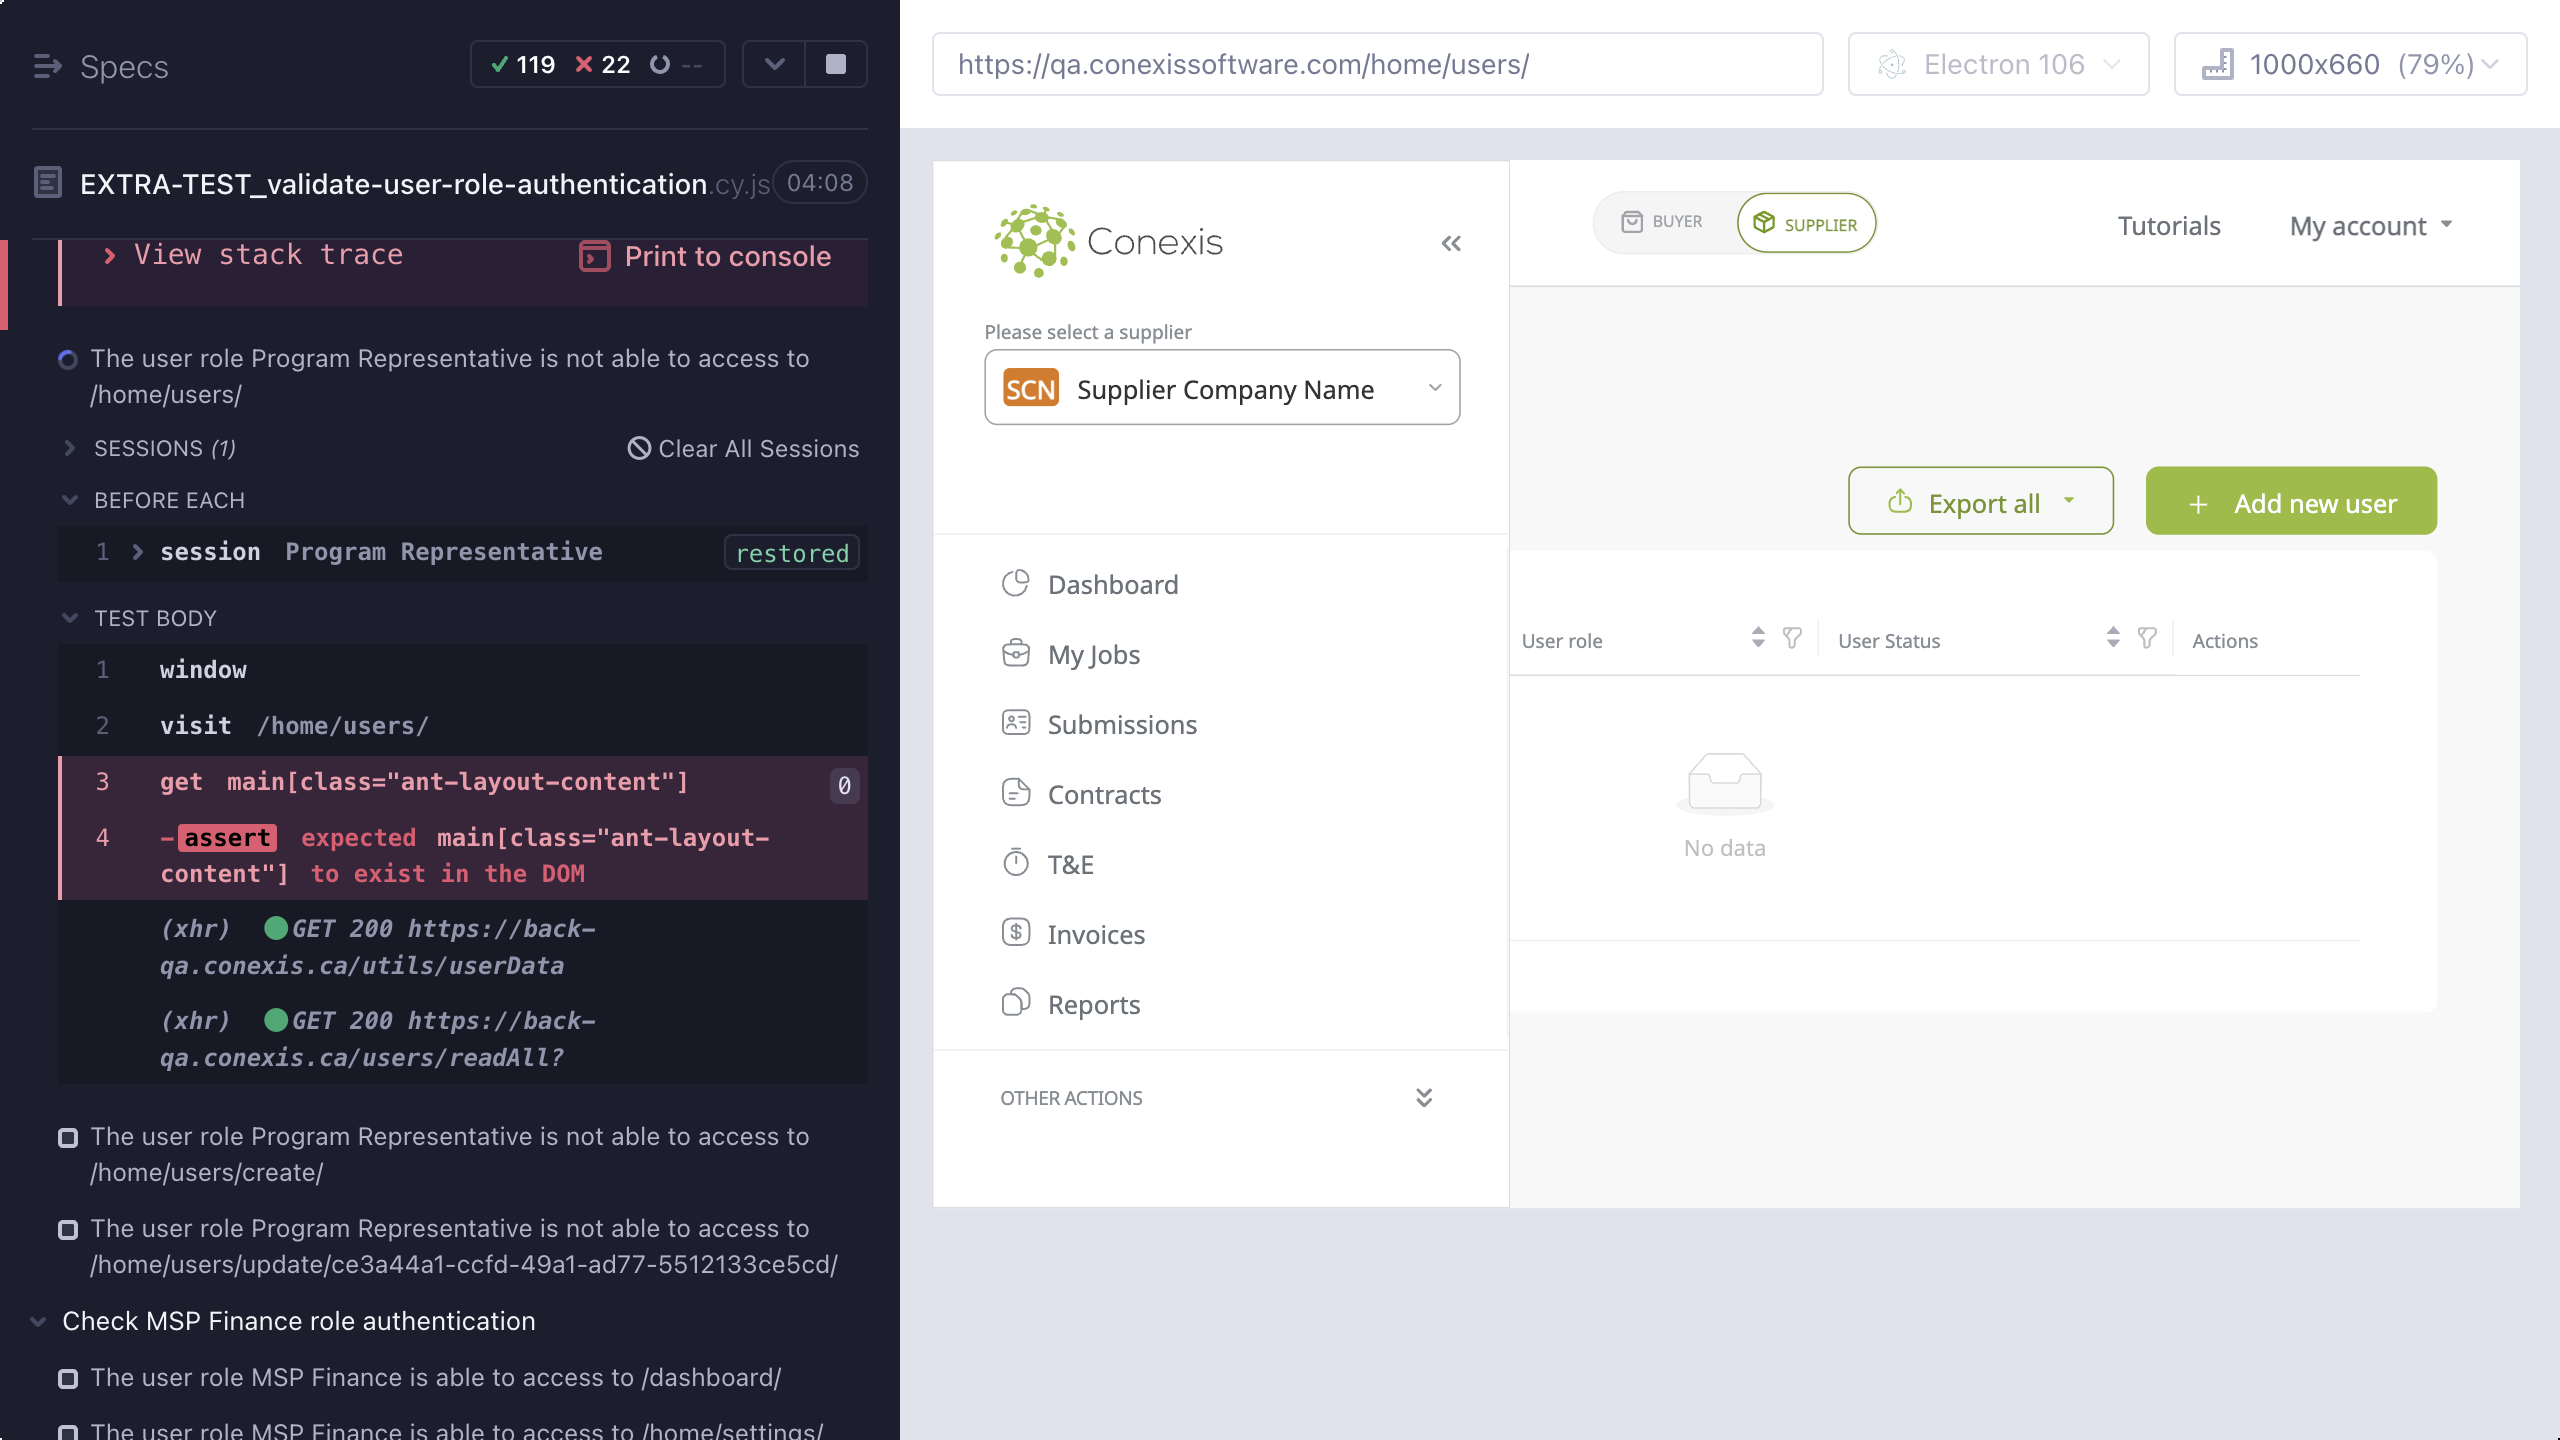 Specs
119
22
--
EXTRA-TEST_validate-user-role-authentication.cy.js
04:08
View stack trace
Print to console
The user role Program Representative is not able to access to
/home/users/
SESSIONS (1)
Clear All Sessions
BEFORE EACH
1 session Program Representative restored
TEST BODY
1 window
2 visit /home/users/
3 get main[class="ant-layout-content"] 0
4 -assert expected main[class="ant-layout-
content"] to exist in the DOM
(xhr) GET 200 https://back-
qa.conexis.ca/utils/userData
(xhr) GET 200 https://back-
qa.conexis.ca/users/readAll?
The user role Program Representative is not able to access to
/home/users/create/
The user role Program Representative is not able to access to
/home/users/update/ce3a44a1-ccfd-49a1-ad77-5512133ce5cd/
Check MSP Finance role authentication
The user role MSP Finance is able to access to /dashboard/
The user role MSP Finance is able to access to /home/settings/
https://qa.conexissoftware.com/home/users/
Electron 106
1000x660 (79%)
Conexis
Please select a supplier
SCN Supplier Company Name
Dashboard
My Jobs
Submissions
Contracts
T&E
Invoices
Reports
OTHER ACTIONS
BUYER
SUPPLIER
Tutorials
My account
Export all
+ Add new user
User role
User Status
Actions
No data